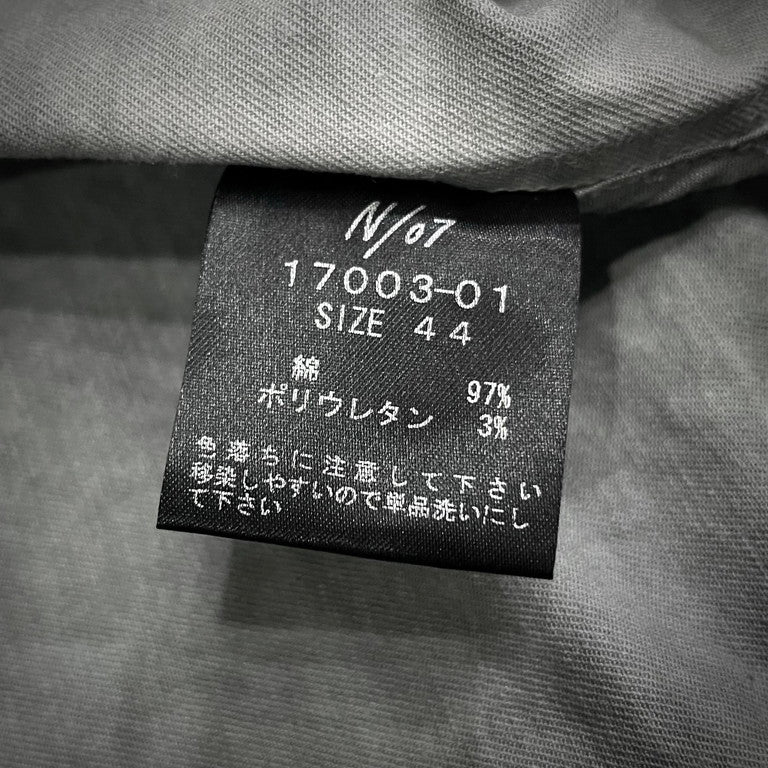 N/07
17003-01
SIZE 44
綿 97%
ポリウレタン 3%
色落ちに注意して下さい
移染しやすいので単品洗いにし
て下さい